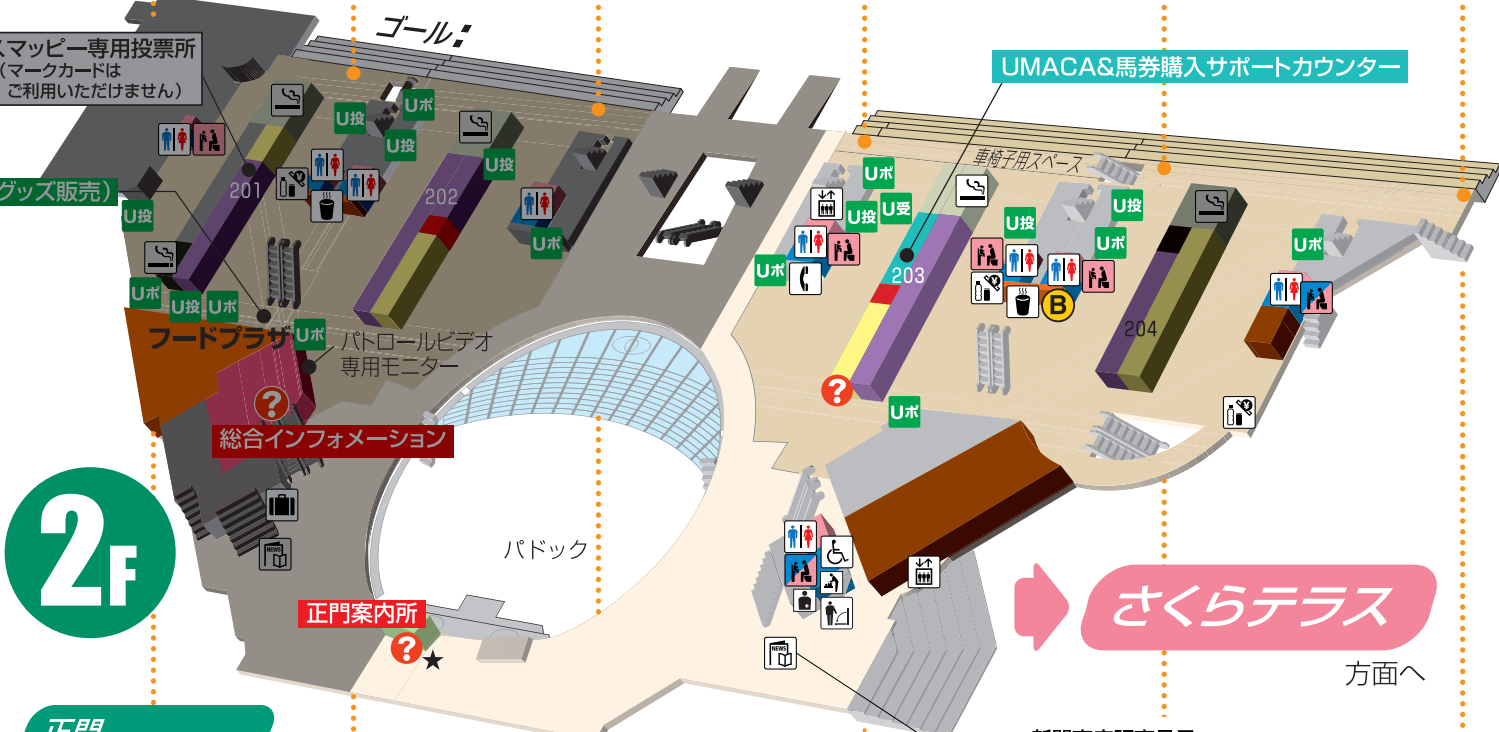 ゴール
スマッピー専用投票所
(マークカードは
ご利用いただけません)
UMACA&馬券購入サポートカウンター
車椅子用スペース
Uポ
U投
U投
U投
Uポ
Uポ
U受
U投
U投
U投
Uポ
Uポ
Uポ
グッズ販売)
U投
201
202
203
204
B
Uポ
U投
Uポ
Uポ
Uポ
フードプラザ
パトロールビデオ
専用モニター
?
?
総合インフォメーション
NEWS
2F
パドック
正門案内所
?
★
NEWS
さくらテラス
方面へ
正門